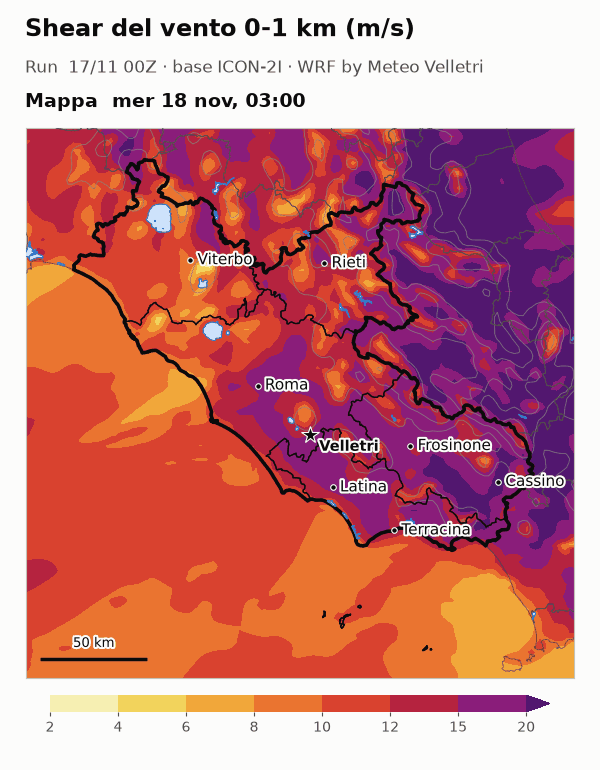 Shear del vento 0-1 km (m/s)
Run 17/11 00Z · base ICON-2I · WRF by Meteo Velletri
Mappa mer 18 nov, 03:00
Viterbo
Rieti
Roma
Velletri
Frosinone
Cassino
Latina
Terracina
50 km
2 4 6 8 10 12 15 20